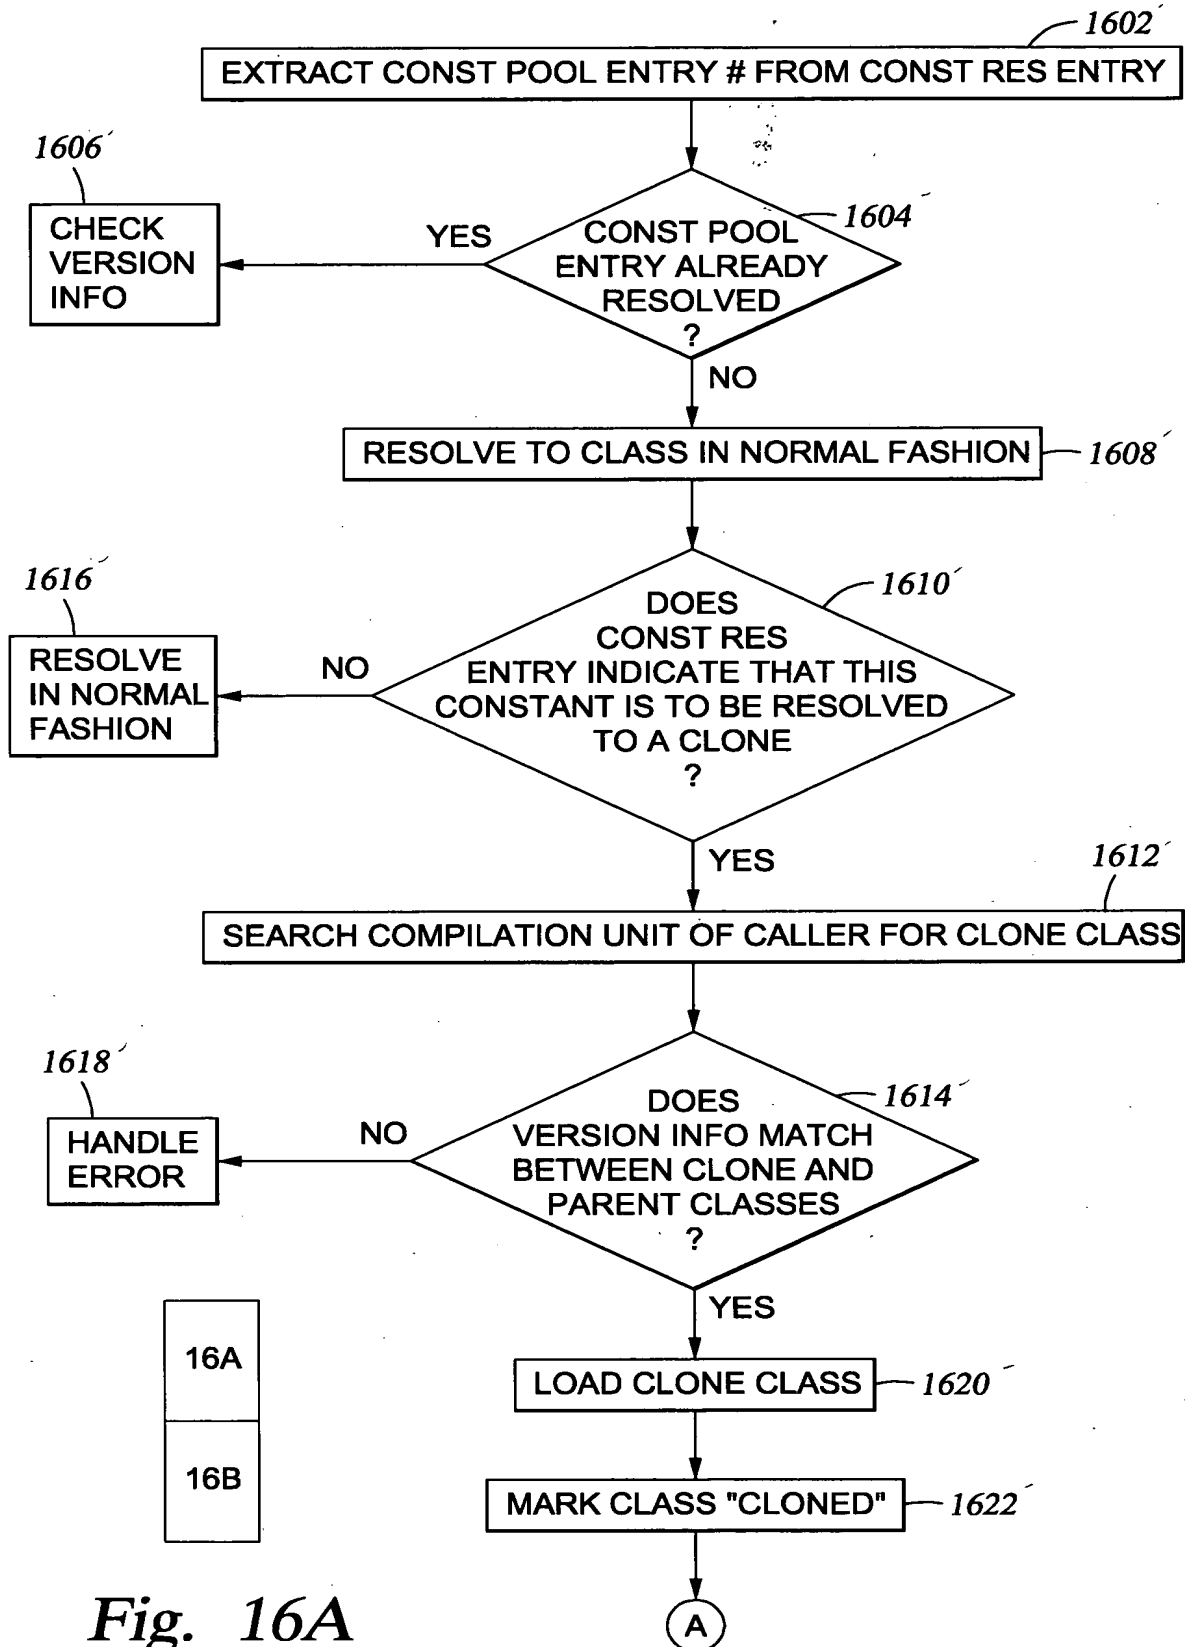 1602
EXTRACT CONST POOL ENTRY # FROM CONST RES ENTRY
1606
CHECK
VERSION
INFO
YES
1604
CONST POOL
ENTRY ALREADY
RESOLVED
?
NO
RESOLVE TO CLASS IN NORMAL FASHION
1608
1616
RESOLVE
IN NORMAL
FASHION
NO
1610
DOES
CONST RES
ENTRY INDICATE THAT THIS
CONSTANT IS TO BE RESOLVED
TO A CLONE
?
YES
1612
SEARCH COMPILATION UNIT OF CALLER FOR CLONE CLASS
1618
HANDLE
ERROR
NO
1614
DOES
VERSION INFO MATCH
BETWEEN CLONE AND
PARENT CLASSES
?
YES
16A
16B
LOAD CLONE CLASS
1620
MARK CLASS "CLONED"
1622
A
Fig. 16A